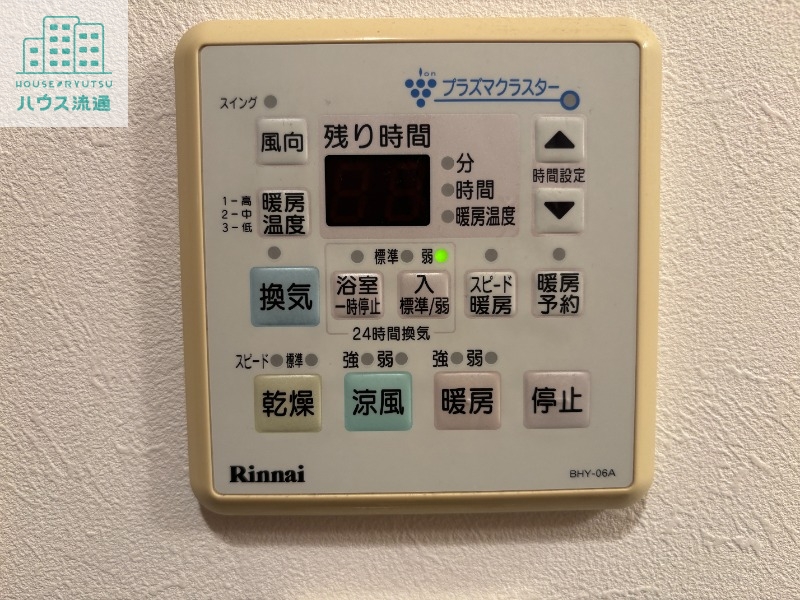 HOUSE RYUTSU
ハウス流通
ion
プラズマクラスター
スイング
風向
残り時間
分
時間
暖房温度
時間設定
1-高
2-中
3-低
暖房
温度
標準 弱
換気
浴室
一時停止
入
標準/弱
スピード
暖房
暖房
予約
24時間換気
スピード 標準
強 弱
強 弱
乾燥
涼風
暖房
停止
Rinnai
BHY-06A